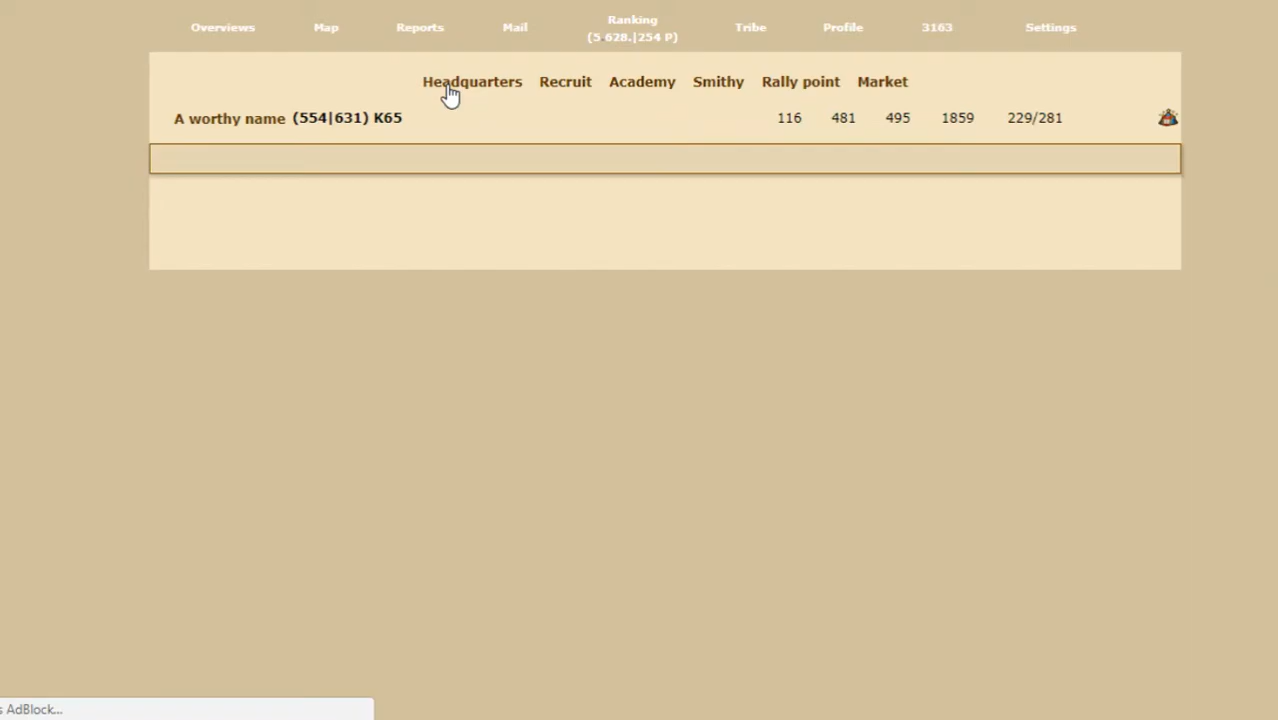 Overviews Map Reports Mail Ranking (5 628.|254 P) Tribe Profile 3163 Settings
Headquarters Recruit Academy Smithy Rally point Market
A worthy name (554|631) K65 116 481 495 1859 229/281
s AdBlock...